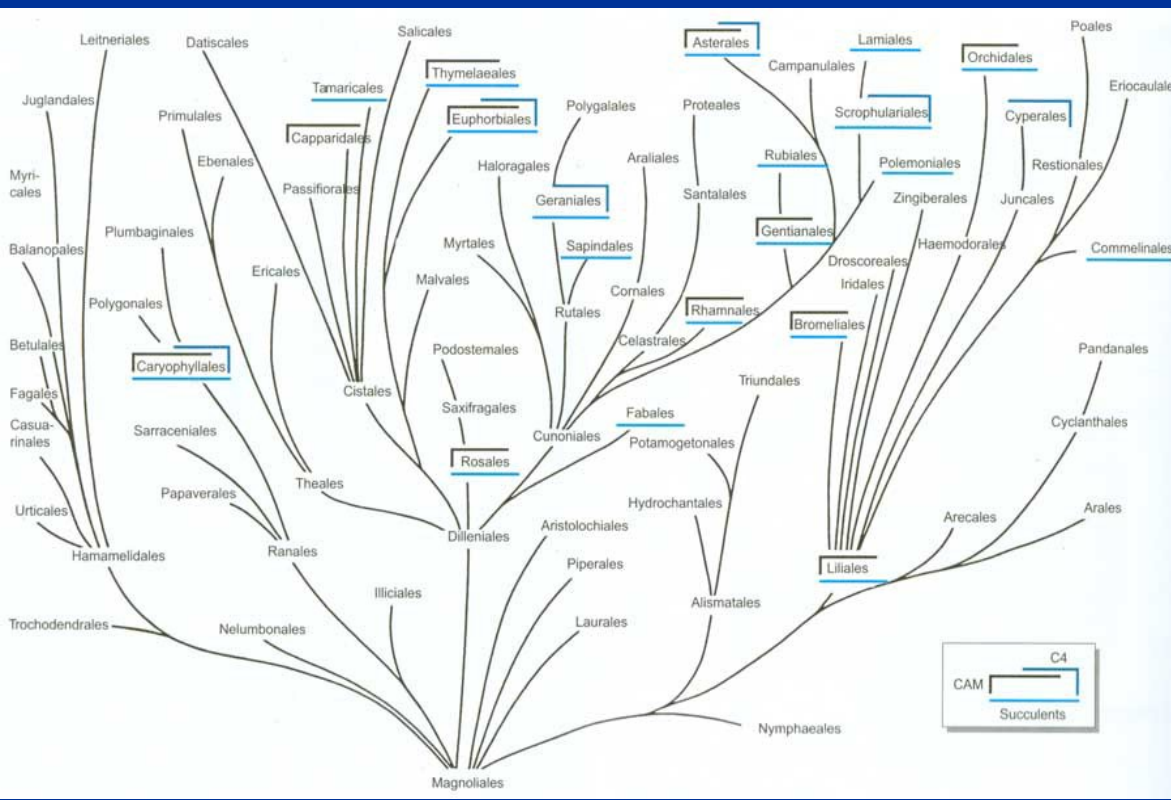 Leitneriales
Datiscales
Salicales
Asterales
Lamiales
Poales
Orchidales
Campanulales
Thymelaeales
Tamaricales
Juglandales
Eriocaulale
Primulales
Euphorbiales
Polygalales
Proteales
Scrophulariales
Cyperales
Capparidales
Ebenales
Haloragales
Araliales
Rubiales
Polemoniales
Restionales
Myri-
cales
Passifiorales
Geraniales
Santalales
Zingiberales
Juncales
Plumbaginales
Gentianales
Balanopales
Myrtales
Sapindales
Haemodorales
Commelinales
Droscoreales
Ericales
Malvales
Cornales
Iridales
Polygonales
Rutales
Rhamnales
Bromeliales
Betulales
Podostemales
Celastrales
Pandanales
Caryophyllales
Triundales
Fagales
Cistales
Saxifragales
Fabales
Casua-
rinales
Sarraceniales
Cunoniales
Potamogetonales
Cyclanthales
Rosales
Theales
Papaverales
Hydrochantales
Urticales
Aristolochiales
Arecales
Arales
Dilleniales
Hamamelidales
Ranales
Piperales
Liliales
Illiciales
Alismatales
Trochodendrales
Nelumbonales
Laurales
C4
CAM
Succulents
Nymphaeales
Magnoliales